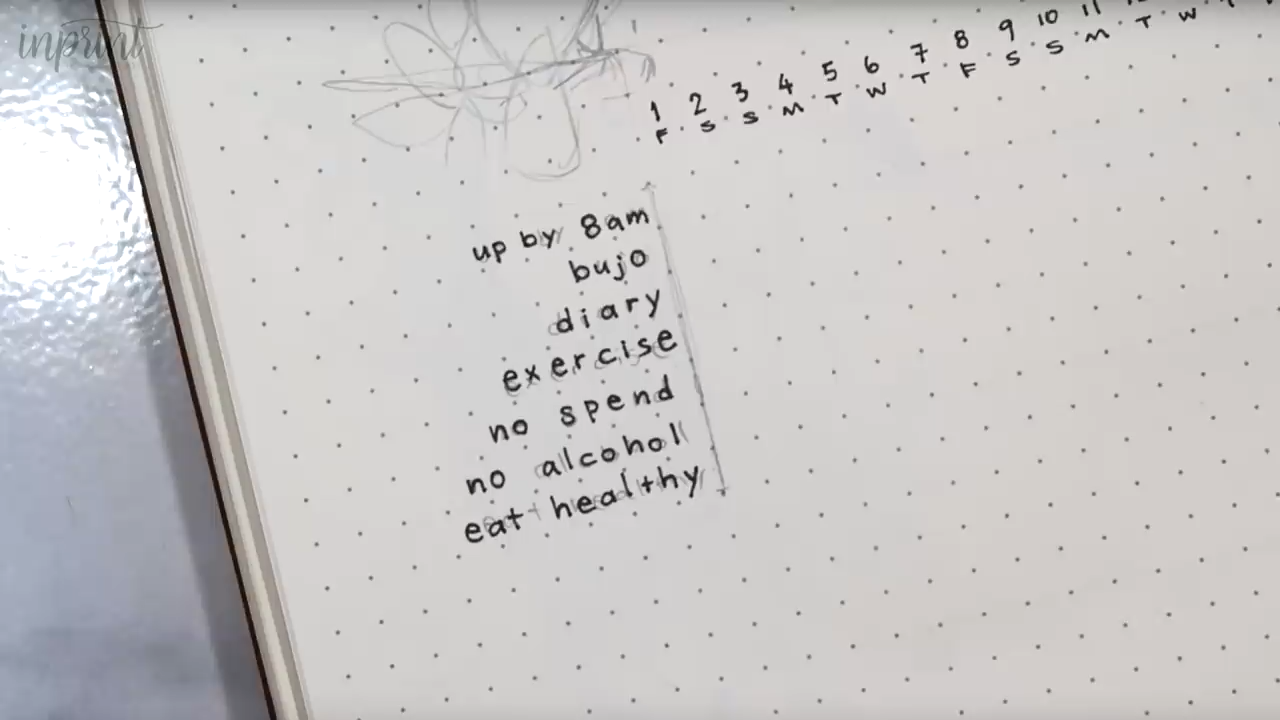 inprint
1 2 3 4 5 6 7 8 9 10 11
F S S M T W T F S S M T W
up by 8am
bujo
diary
exercise
no spend
no alcohol
eat healthy